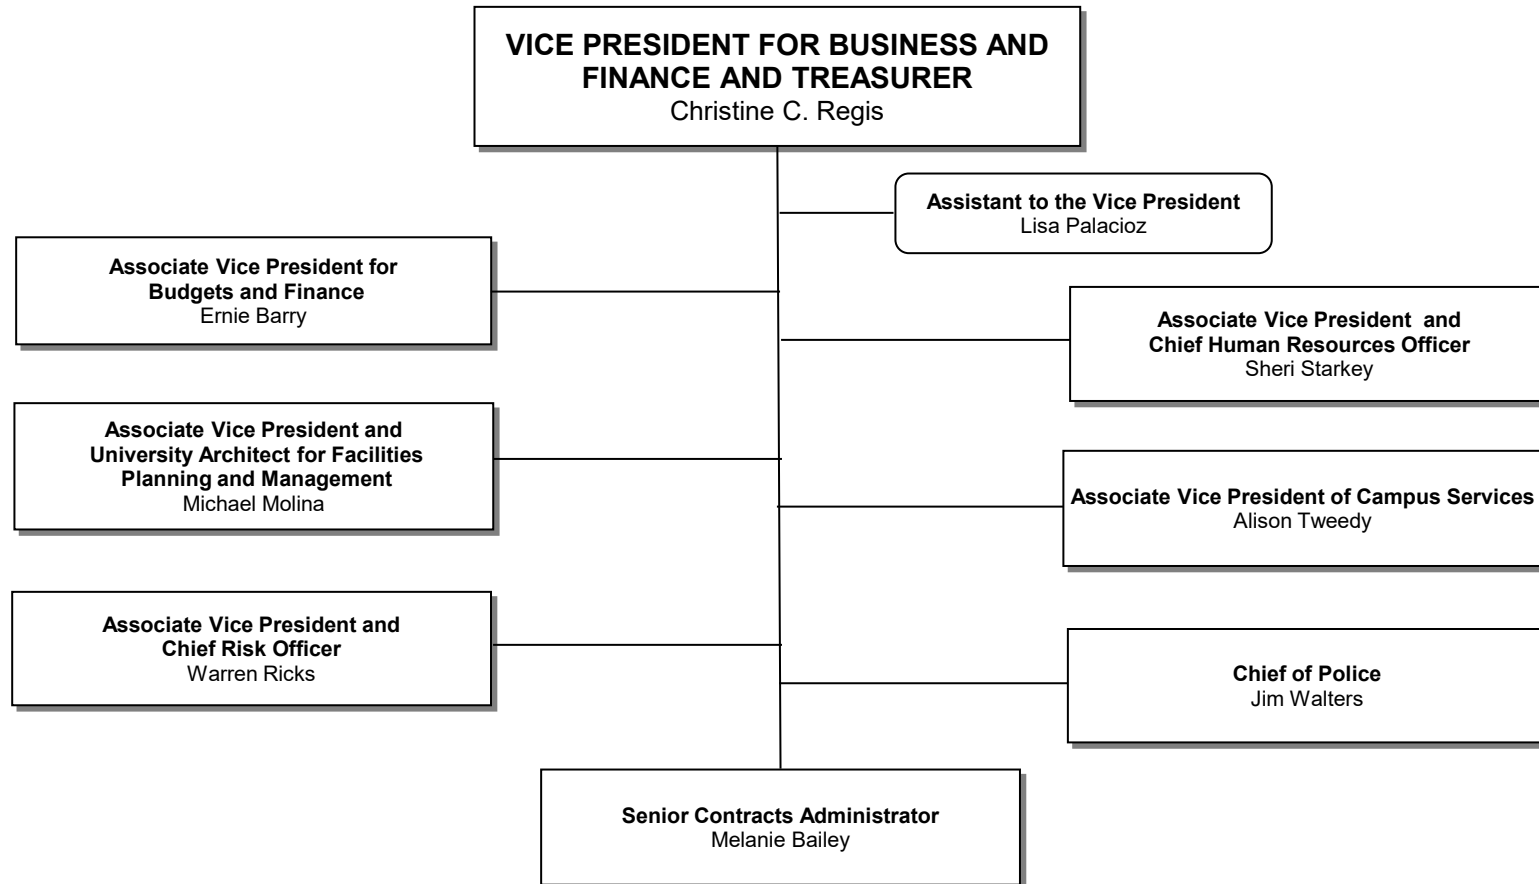 VICE PRESIDENT FOR BUSINESS AND
FINANCE AND TREASURER
Christine C. Regis
Assistant to the Vice President
Lisa Palacioz
Associate Vice President for
Budgets and Finance
Ernie Barry
Associate Vice President and
Chief Human Resources Officer
Sheri Starkey
Associate Vice President and
University Architect for Facilities
Planning and Management
Michael Molina
Associate Vice President of Campus Services
Alison Tweedy
Associate Vice President and
Chief Risk Officer
Warren Ricks
Chief of Police
Jim Walters
Senior Contracts Administrator
Melanie Bailey